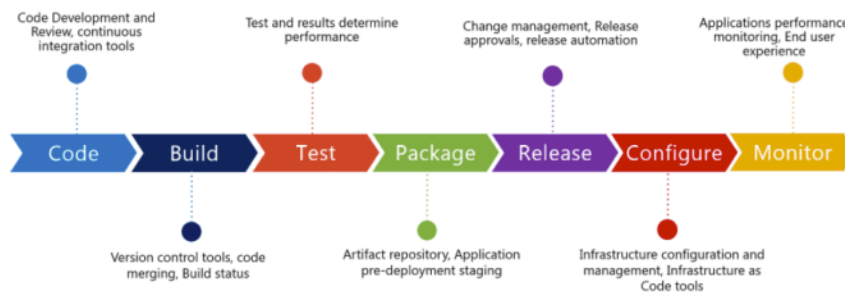 Code Development and
Review, continuous
integration tools
Test and results determine
performance
Change management, Release
approvals, release automation
Applications performance
monitoring, End user
experience
Code
Build
Test
Package
Release
Configure
Monitor
Version control tools, code
merging, Build status
Artifact repository, Application
pre-deployment staging
Infrastructure configuration and
management, Infrastructure as
Code tools